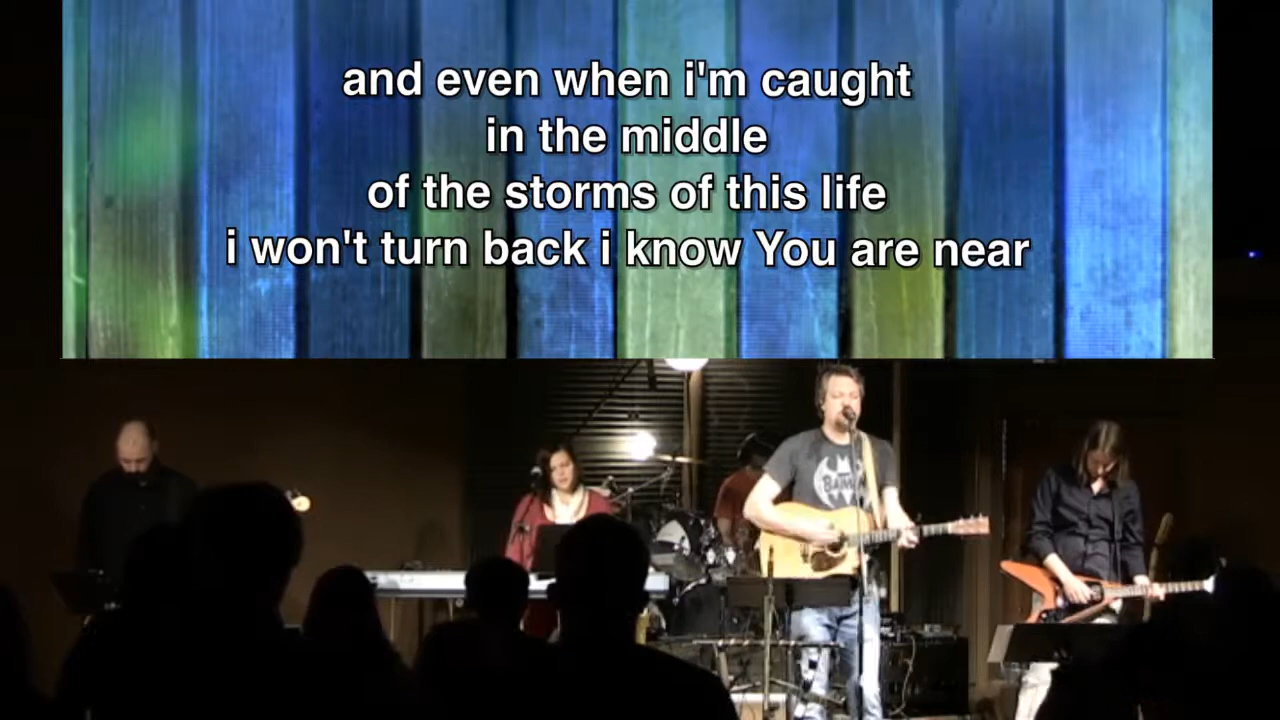 and even when i'm caught
in the middle
of the storms of this life
i won't turn back i know You are near